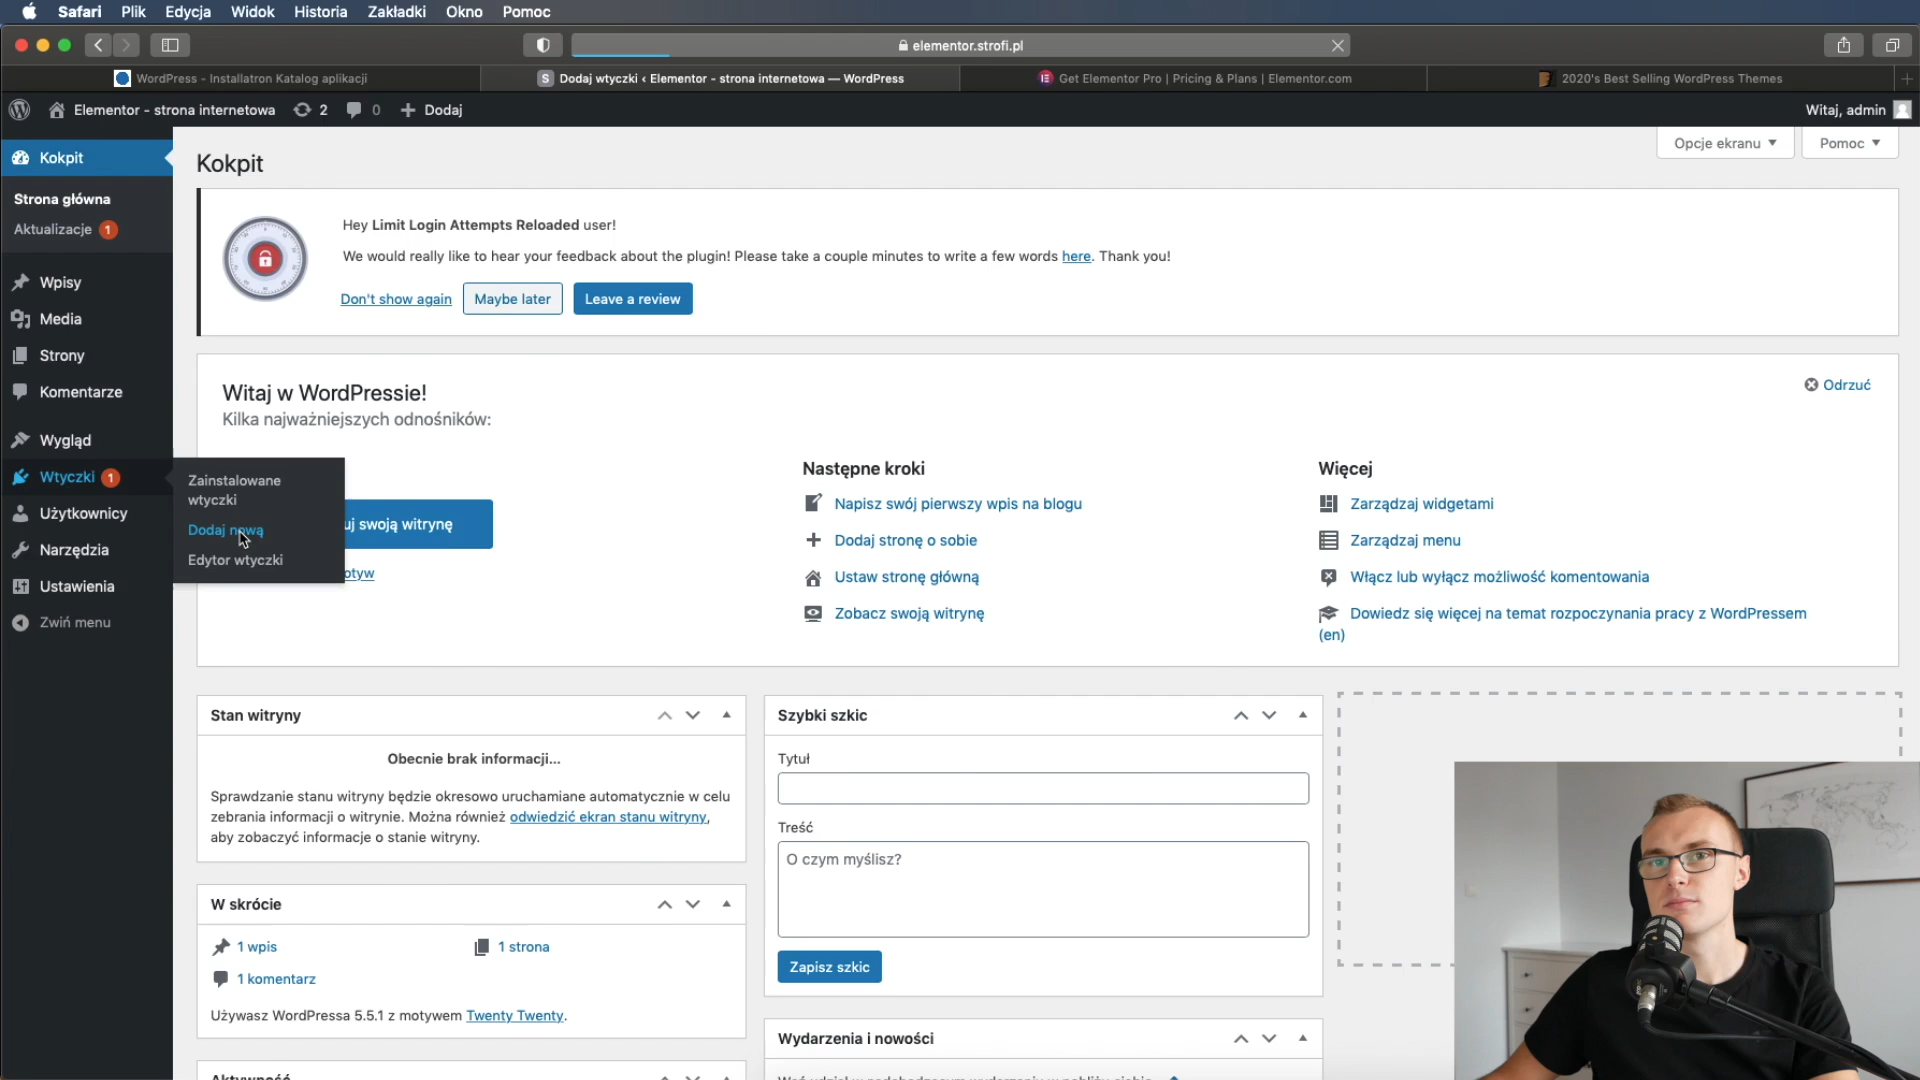 Safari Plik Edycja Widok Historia Zakładki Okno Pomoc
elementor.strofi.pl
WordPress - Installatron Katalog aplikacji
S Dodaj wtyczki ‹ Elementor - strona internetowa — WordPress
Get Elementor Pro | Pricing & Plans | Elementor.com
2020's Best Selling WordPress Themes
Elementor - strona internetowa 2 0 Dodaj
Witaj, admin
Kokpit
Strona główna
Aktualizacje 1
Wpisy
Media
Strony
Komentarze
Wygląd
Wtyczki 1
Użytkownicy
Narzędzia
Ustawienia
Zwiń menu
Zainstalowane
wtyczki
Dodaj nową
Edytor wtyczki
Opcje ekranu
Pomoc
Kokpit
Hey Limit Login Attempts Reloaded user!
We would really like to hear your feedback about the plugin! Please take a couple minutes to write a few words here. Thank you!
Don't show again
Maybe later
Leave a review
Witaj w WordPressie!
Kilka najważniejszych odnośników:
Odrzuć
uj swoją witrynę
otyw
Następne kroki
Napisz swój pierwszy wpis na blogu
Dodaj stronę o sobie
Ustaw stronę główną
Zobacz swoją witrynę
Więcej
Zarządzaj widgetami
Zarządzaj menu
Włącz lub wyłącz możliwość komentowania
Dowiedz się więcej na temat rozpoczynania pracy z WordPressem
(en)
Stan witryny
Obecnie brak informacji...
Sprawdzanie stanu witryny będzie okresowo uruchamiane automatycznie w celu
zebrania informacji o witrynie. Można również odwiedzić ekran stanu witryny,
aby zobaczyć informacje o stanie witryny.
W skrócie
1 wpis
1 strona
1 komentarz
Używasz WordPressa 5.5.1 z motywem Twenty Twenty.
Aktywność
Szybki szkic
Tytuł
Treść
O czym myślisz?
Zapisz szkic
Wydarzenia i nowości